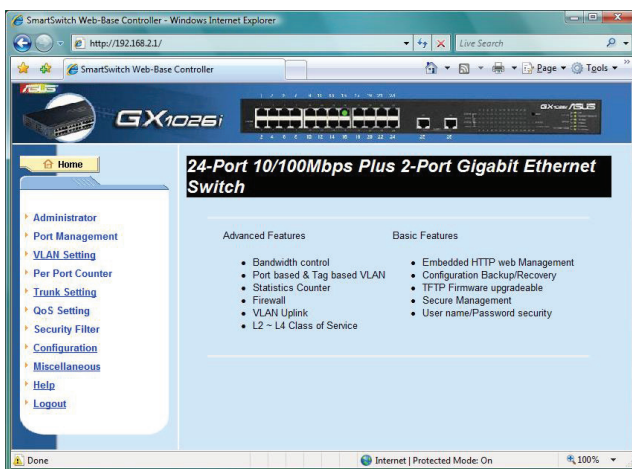 SmartSwitch Web-Base Controller - Windows Internet Explorer
http://192.168.2.1/
Live Search
SmartSwitch Web-Base Controller
Page
Tools
GX1026i
ASUS
Home
24-Port 10/100Mbps Plus 2-Port Gigabit Ethernet
Switch
Administrator
Port Management
VLAN Setting
Per Port Counter
Trunk Setting
QoS Setting
Security Filter
Configuration
Miscellaneous
Help
Logout
Advanced Features
Bandwidth control
Port based & Tag based VLAN
Statistics Counter
Firewall
VLAN Uplink
L2 ~ L4 Class of Service
Basic Features
Embedded HTTP web Management
Configuration Backup/Recovery
TFTP Firmware upgradeable
Secure Management
User name/Password security
Done
Internet | Protected Mode: On
100%